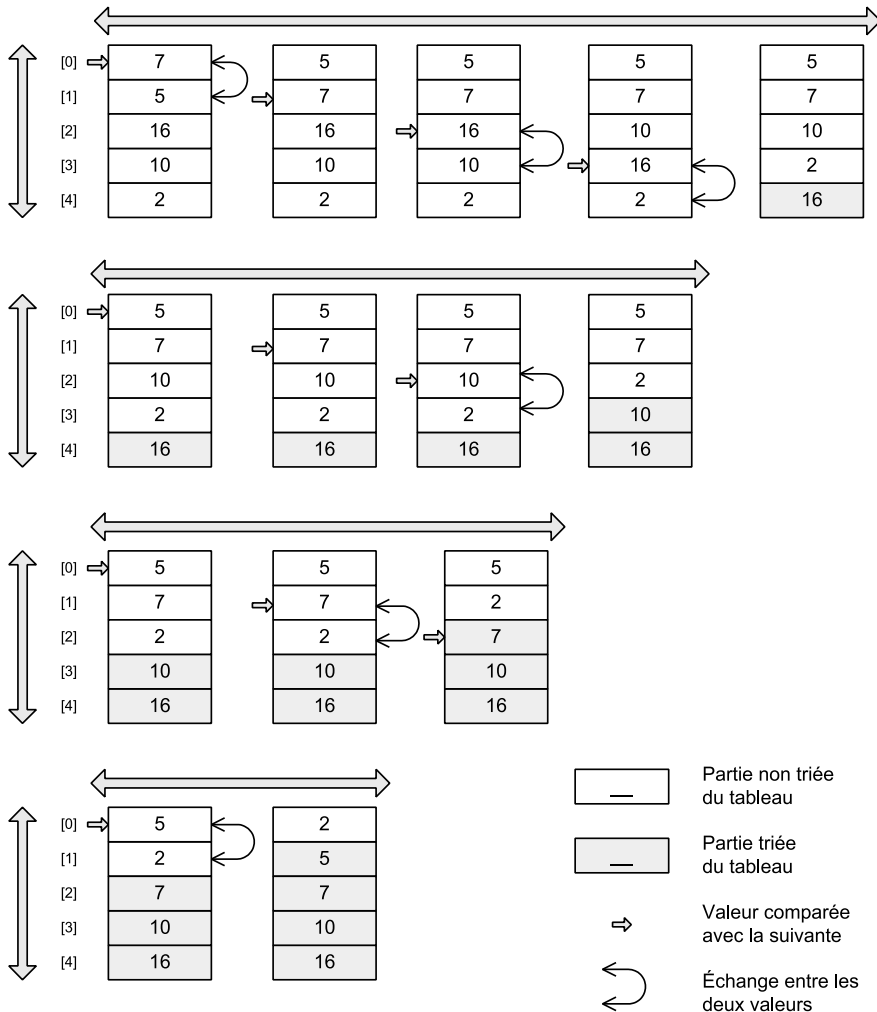 [0] 7 5 5 5 5
[1] 5 7 7 7 7
[2] 16 16 16 10 10
[3] 10 10 10 16 2
[4] 2 2 2 2 16
[0] 5 5 5 5
[1] 7 7 7 7
[2] 10 10 10 2
[3] 2 2 2 10
[4] 16 16 16 16
[0] 5 5 5
[1] 7 7 2
[2] 2 2 7
[3] 10 10 10
[4] 16 16 16
[0] 5 2
[1] 2 5
[2] 7 7
[3] 10 10
[4] 16 16
__ Partie non triée
du tableau
__ Partie triée
du tableau
Valeur comparée
avec la suivante
Échange entre les
deux valeurs